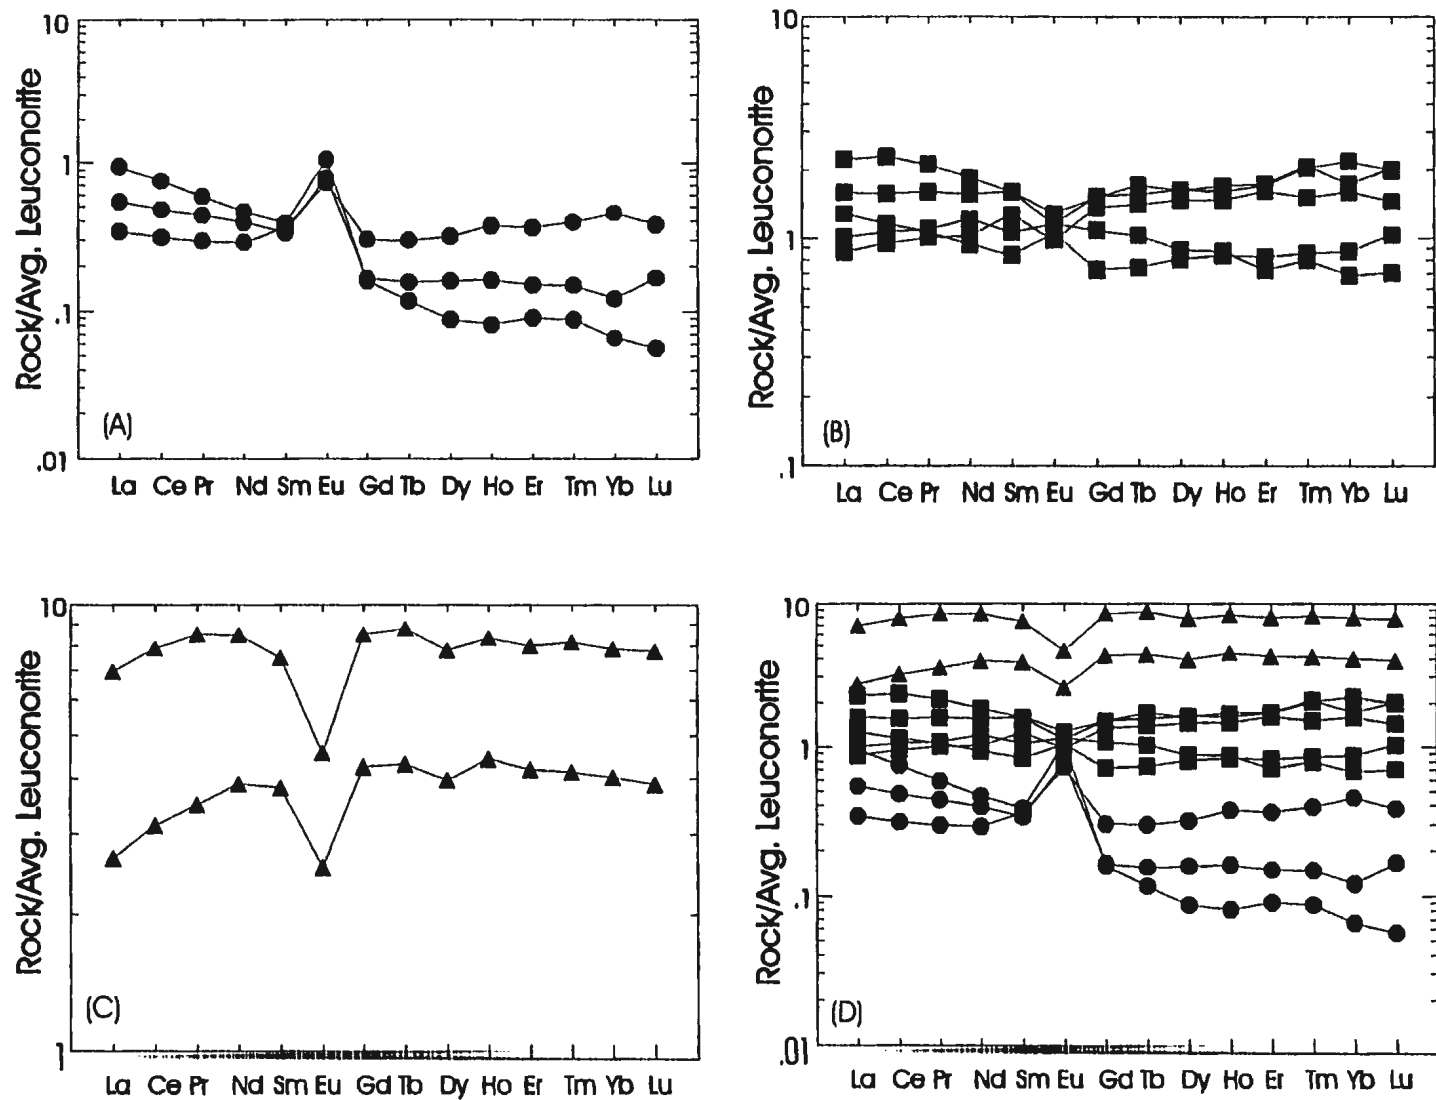 10
1
.1
.01
Rock/Avg. Leuconorite
(A)
La Ce Pr Nd Sm Eu Gd Tb Dy Ho Er Tm Yb Lu
10
1
.1
Rock/Avg. Leuconorite
(B)
La Ce Pr Nd Sm Eu Gd Tb Dy Ho Er Tm Yb Lu
10
1
Rock/Avg. Leuconorite
(C)
La Ce Pr Nd Sm Eu Gd Tb Dy Ho Er Tm Yb Lu
10
1
.1
.01
Rock/Avg. Leuconorite
(D)
La Ce Pr Nd Sm Eu Gd Tb Dy Ho Er Tm Yb Lu